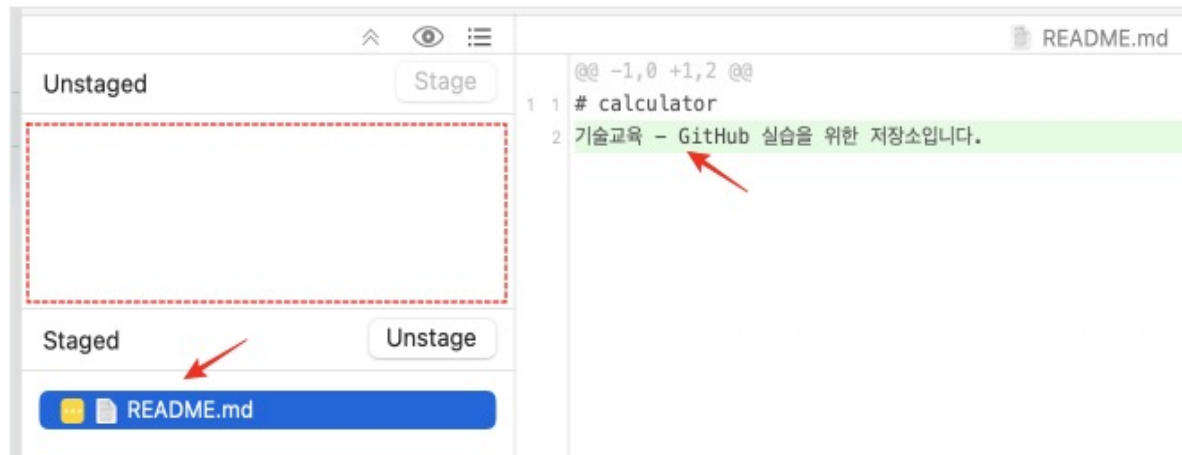 README.md
Unstaged
Stage
@@ -1,0 +1,2 @@
1 1 # calculator
2 기술교육 - GitHub 실습을 위한 저장소입니다.
Staged
Unstage
README.md